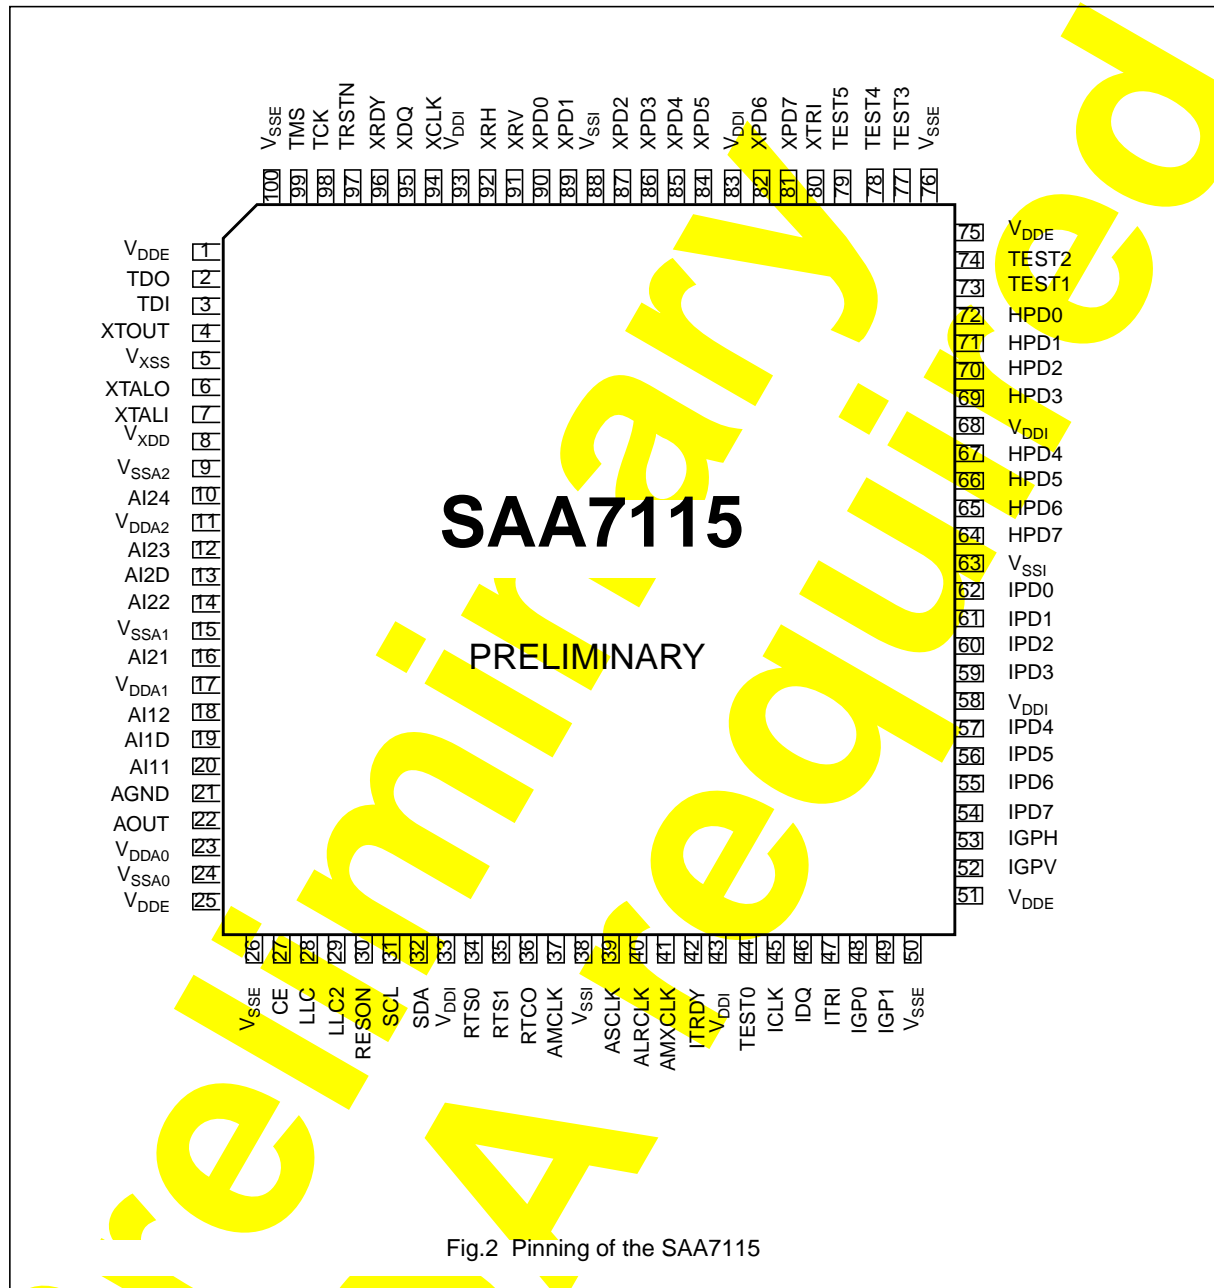 VSSE TMS TCK TRSTN XRDY XDQ XCLK VDDI XRH XRV XPD0 XPD1 VSSI XPD2 XPD3 XPD4 XPD5 VDDI XPD6 XPD7 XTRI TEST5 TEST4 TEST3 VSSE
100 99 98 97 96 95 94 93 92 91 90 89 88 87 86 85 84 83 82 81 80 79 78 77 76
VDDE 1
TDO 2
TDI 3
XTOUT 4
VXSS 5
XTALO 6
XTALI 7
VXDD 8
VSSA2 9
AI24 10
VDDA2 11
AI23 12
AI2D 13
AI22 14
VSSA1 15
AI21 16
VDDA1 17
AI12 18
AI1D 19
AI11 20
AGND 21
AOUT 22
VDDA0 23
VSSA0 24
VDDE 25
SAA7115
PRELIMINARY
75 VDDE
74 TEST2
73 TEST1
72 HPD0
71 HPD1
70 HPD2
69 HPD3
68 VDDI
67 HPD4
66 HPD5
65 HPD6
64 HPD7
63 VSSI
62 IPD0
61 IPD1
60 IPD2
59 IPD3
58 VDDI
57 IPD4
56 IPD5
55 IPD6
54 IPD7
53 IGPH
52 IGPV
51 VDDE
26 27 28 29 30 31 32 33 34 35 36 37 38 39 40 41 42 43 44 45 46 47 48 49 50
VSSE CE LLC LLC2 RESON SCL SDA VDDI RTS0 RTS1 RTCO AMCLK VSSI ASCLK ALRCLK AMXCLK ITRDY VDDI TEST0 ICLK IDQ ITRI IGP0 IGP1 VSSE
Fig.2 Pinning of the SAA7115
reliminary
A required